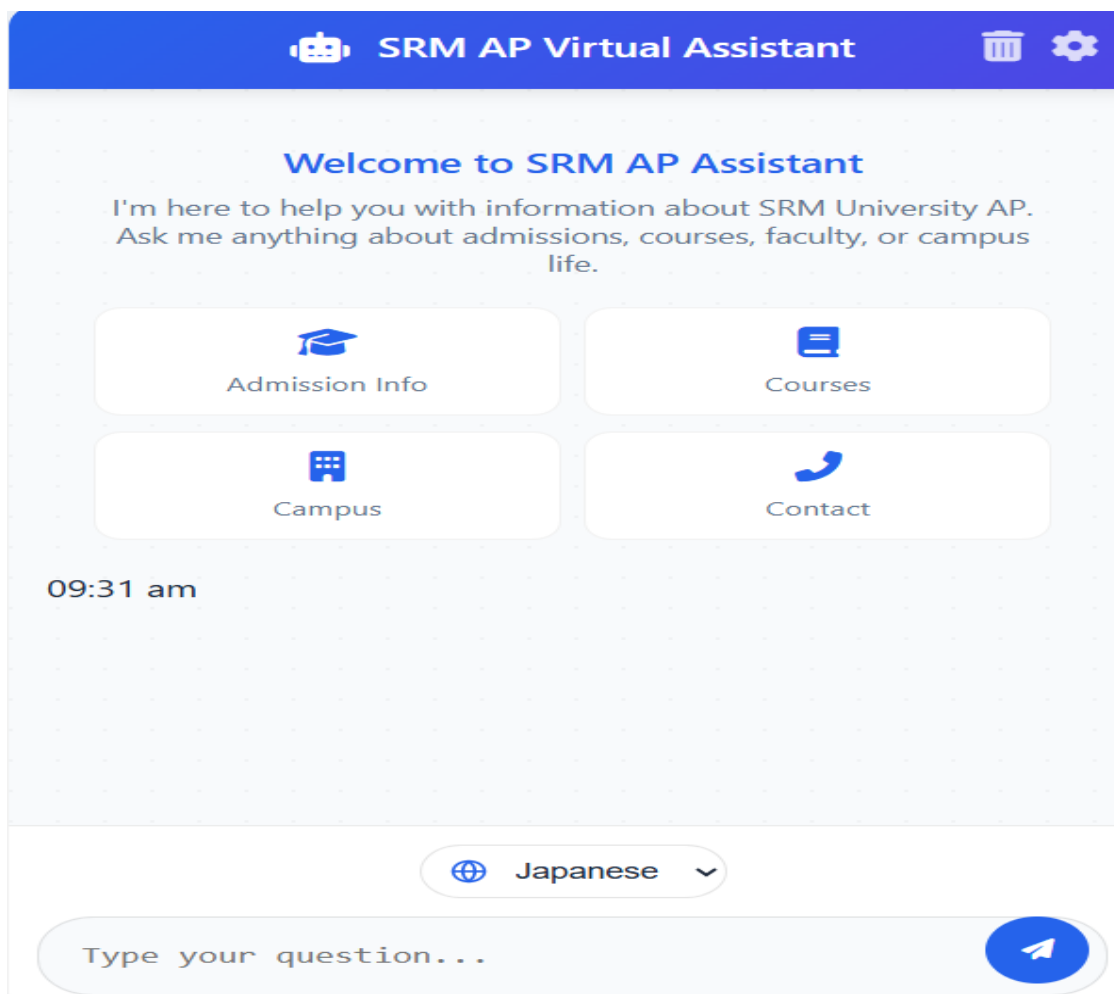 SRM AP Virtual Assistant
Welcome to SRM AP Assistant
I'm here to help you with information about SRM University AP.
Ask me anything about admissions, courses, faculty, or campus
life.
Admission Info
Courses
Campus
Contact
09:31 am
Japanese
Type your question...